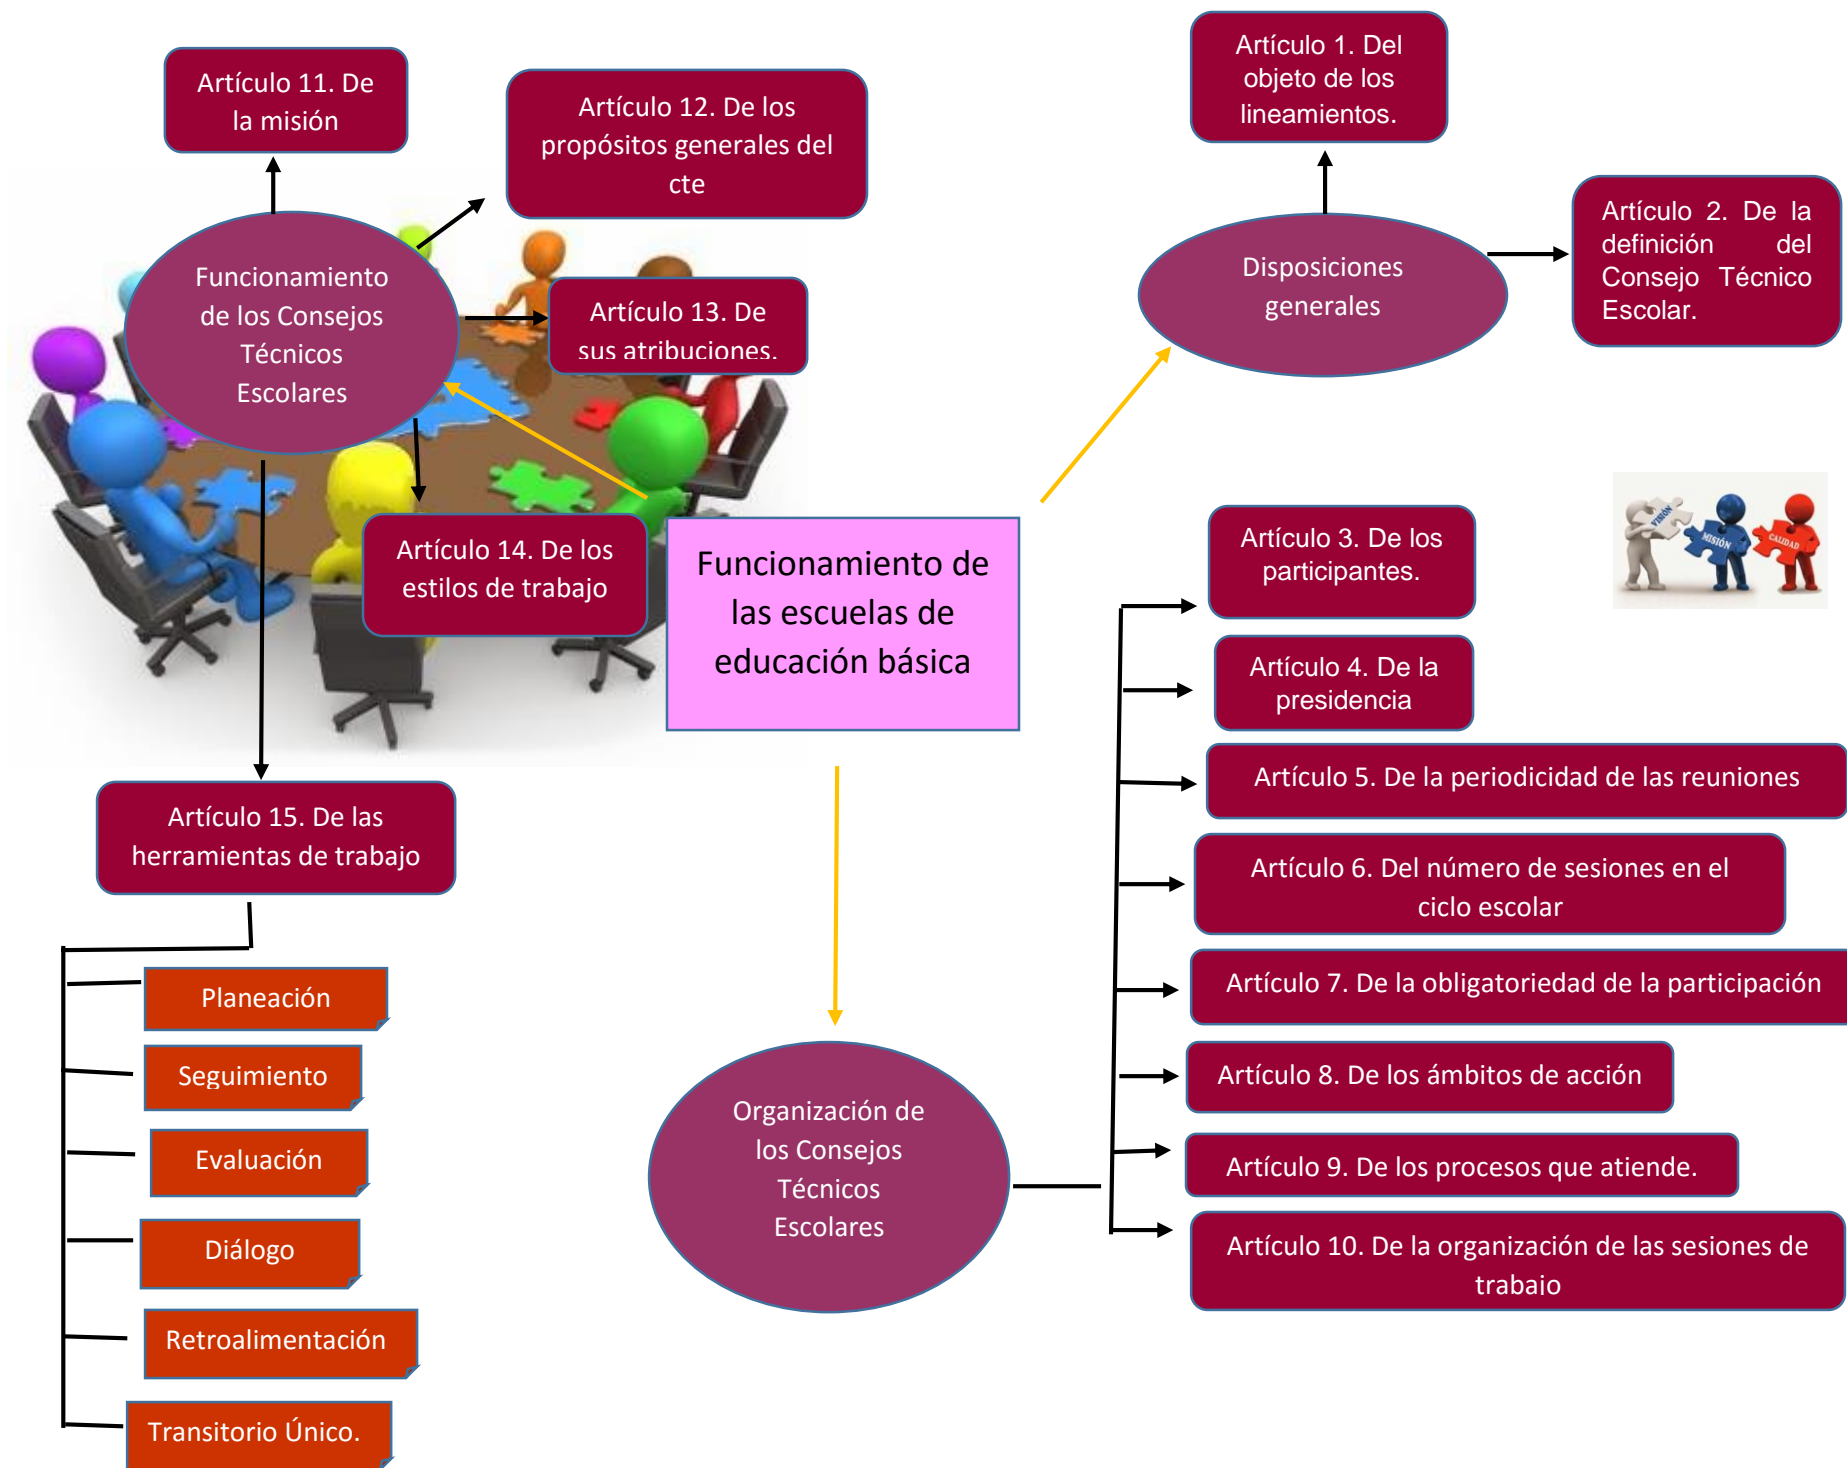 Artículo 11. De
la misión
Artículo 12. De los
propósitos generales del
cte
Artículo 1. Del
objeto de los
lineamientos.
Artículo 2. De la
definición del
Consejo Técnico
Escolar.
Funcionamiento
de los Consejos
Técnicos
Escolares
Disposiciones
generales
Artículo 13. De
sus atribuciones.
Artículo 14. De los
estilos de trabajo
Funcionamiento de
las escuelas de
educación básica
VISIÓN
MISIÓN
CALIDAD
Artículo 3. De los
participantes.
Artículo 4. De la
presidencia
Artículo 5. De la periodicidad de las reuniones
Artículo 6. Del número de sesiones en el
ciclo escolar
Artículo 7. De la obligatoriedad de la participación
Artículo 8. De los ámbitos de acción
Artículo 9. De los procesos que atiende.
Artículo 10. De la organización de las sesiones de
trabajo
Organización de
los Consejos
Técnicos
Escolares
Artículo 15. De las
herramientas de trabajo
Planeación
Seguimiento
Evaluación
Diálogo
Retroalimentación
Transitorio Único.